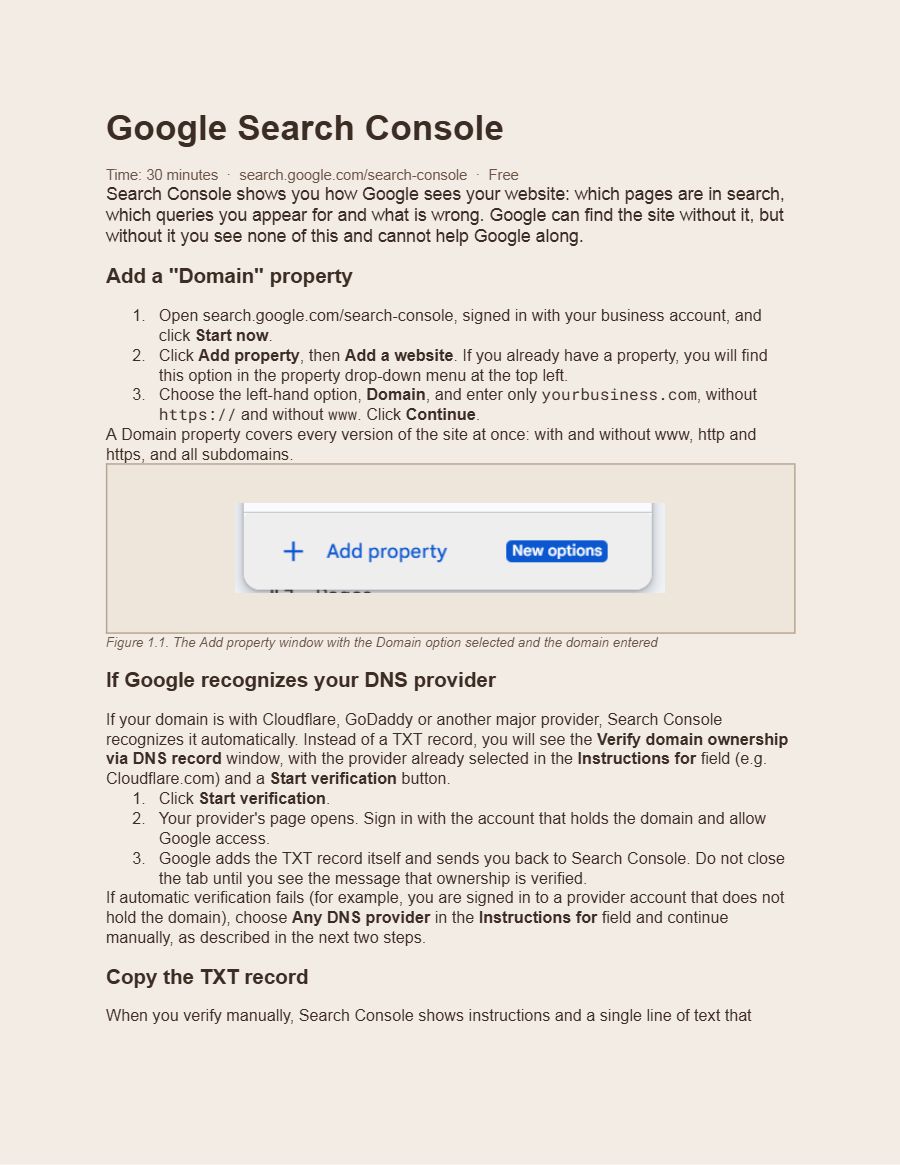 Google Search Console
Time: 30 minutes · search.google.com/search-console · Free
Search Console shows you how Google sees your website: which pages are in search,
which queries you appear for and what is wrong. Google can find the site without it, but
without it you see none of this and cannot help Google along.
Add a "Domain" property
1. Open search.google.com/search-console, signed in with your business account, and
click Start now.
2. Click Add property, then Add a website. If you already have a property, you will find
this option in the property drop-down menu at the top left.
3. Choose the left-hand option, Domain, and enter only yourbusiness.com, without
https:// and without www. Click Continue.
A Domain property covers every version of the site at once: with and without www, http and
https, and all subdomains.
+ Add property New options
Figure 1.1. The Add property window with the Domain option selected and the domain entered
If Google recognizes your DNS provider
If your domain is with Cloudflare, GoDaddy or another major provider, Search Console
recognizes it automatically. Instead of a TXT record, you will see the Verify domain ownership
via DNS record window, with the provider already selected in the Instructions for field (e.g.
Cloudflare.com) and a Start verification button.
1. Click Start verification.
2. Your provider's page opens. Sign in with the account that holds the domain and allow
Google access.
3. Google adds the TXT record itself and sends you back to Search Console. Do not close
the tab until you see the message that ownership is verified.
If automatic verification fails (for example, you are signed in to a provider account that does not
hold the domain), choose Any DNS provider in the Instructions for field and continue
manually, as described in the next two steps.
Copy the TXT record
When you verify manually, Search Console shows instructions and a single line of text that